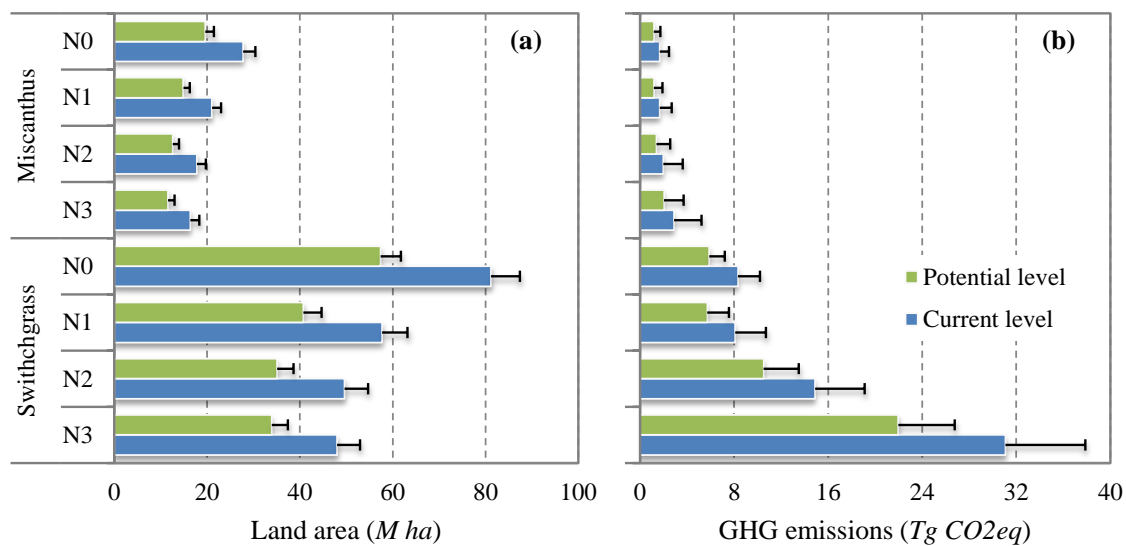 (a)
(b)
Miscanthus
N0
N1
N2
N3
Swithchgrass
N0
N1
N2
N3
Potential level
Current level
0 20 40 60 80 100
0 8 16 24 32 40
Land area (M ha)
GHG emissions (Tg CO2eq)